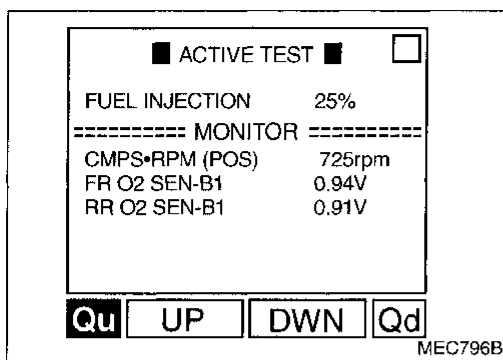 ■ ACTIVE TEST ■
FUEL INJECTION 25%
========== MONITOR ==========
CMPS•RPM (POS) 725rpm
FR O2 SEN-B1 0.94V
RR O2 SEN-B1 0.91V
Qu UP DWN Qd
MEC796B